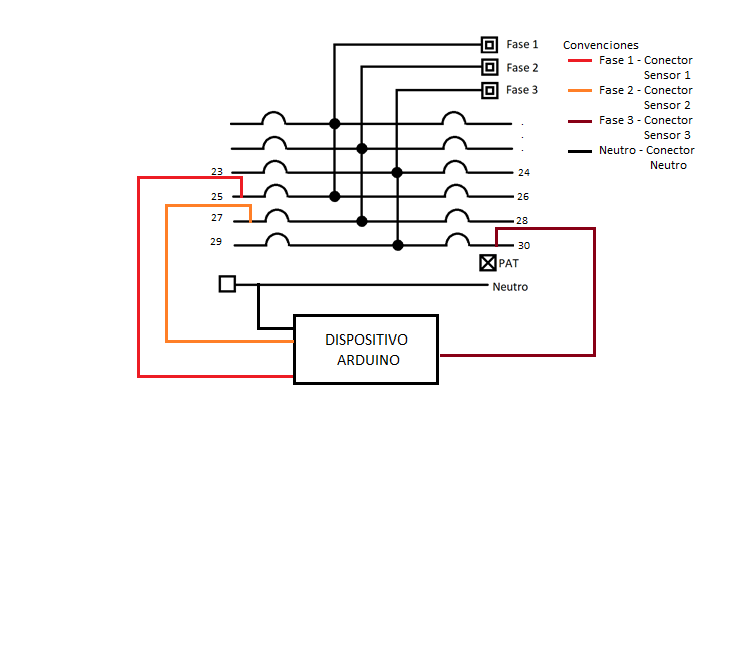 Fase 1
Fase 2
Fase 3
Convenciones
Fase 1 - Conector
Sensor 1
Fase 2 - Conector
Sensor 2
Fase 3 - Conector
Sensor 3
Neutro - Conector
Neutro
.
.
.
23
24
25
26
27
28
29
30
PAT
Neutro
DISPOSITIVO
ARDUINO